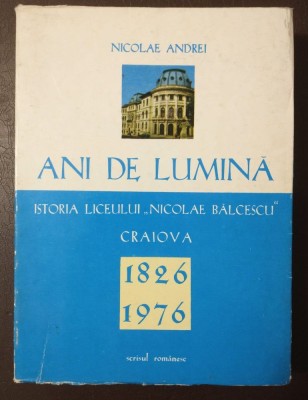 NICOLAE ANDREI
ANI DE LUMINĂ
ISTORIA LICEULUI „NICOLAE BĂLCESCU"
CRAIOVA
1826
1976
scrisul românesc